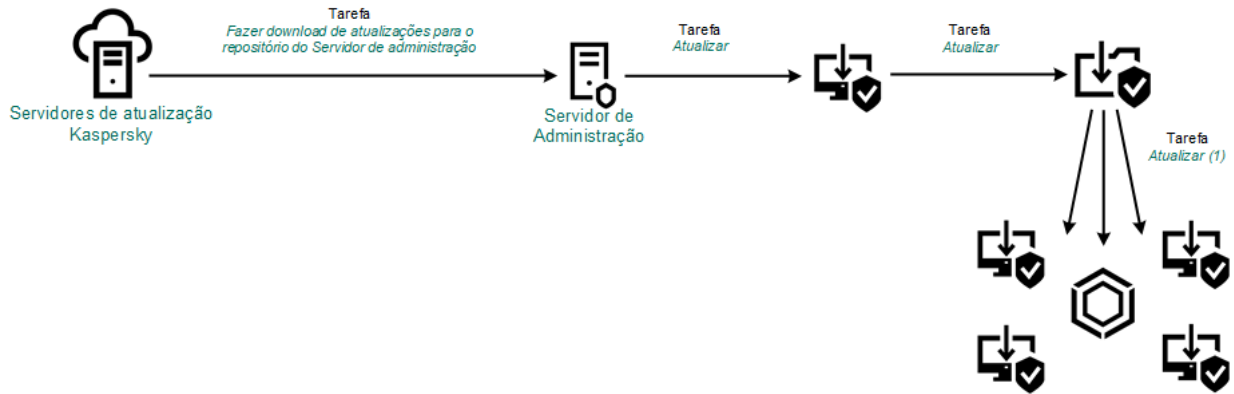 Tarefa
Fazer download de atualizações para o
repositório do Servidor de administração
Tarefa
Atualizar
Tarefa
Atualizar
Servidores de atualização
Kaspersky
Servidor de
Administração
Tarefa
Atualizar (1)